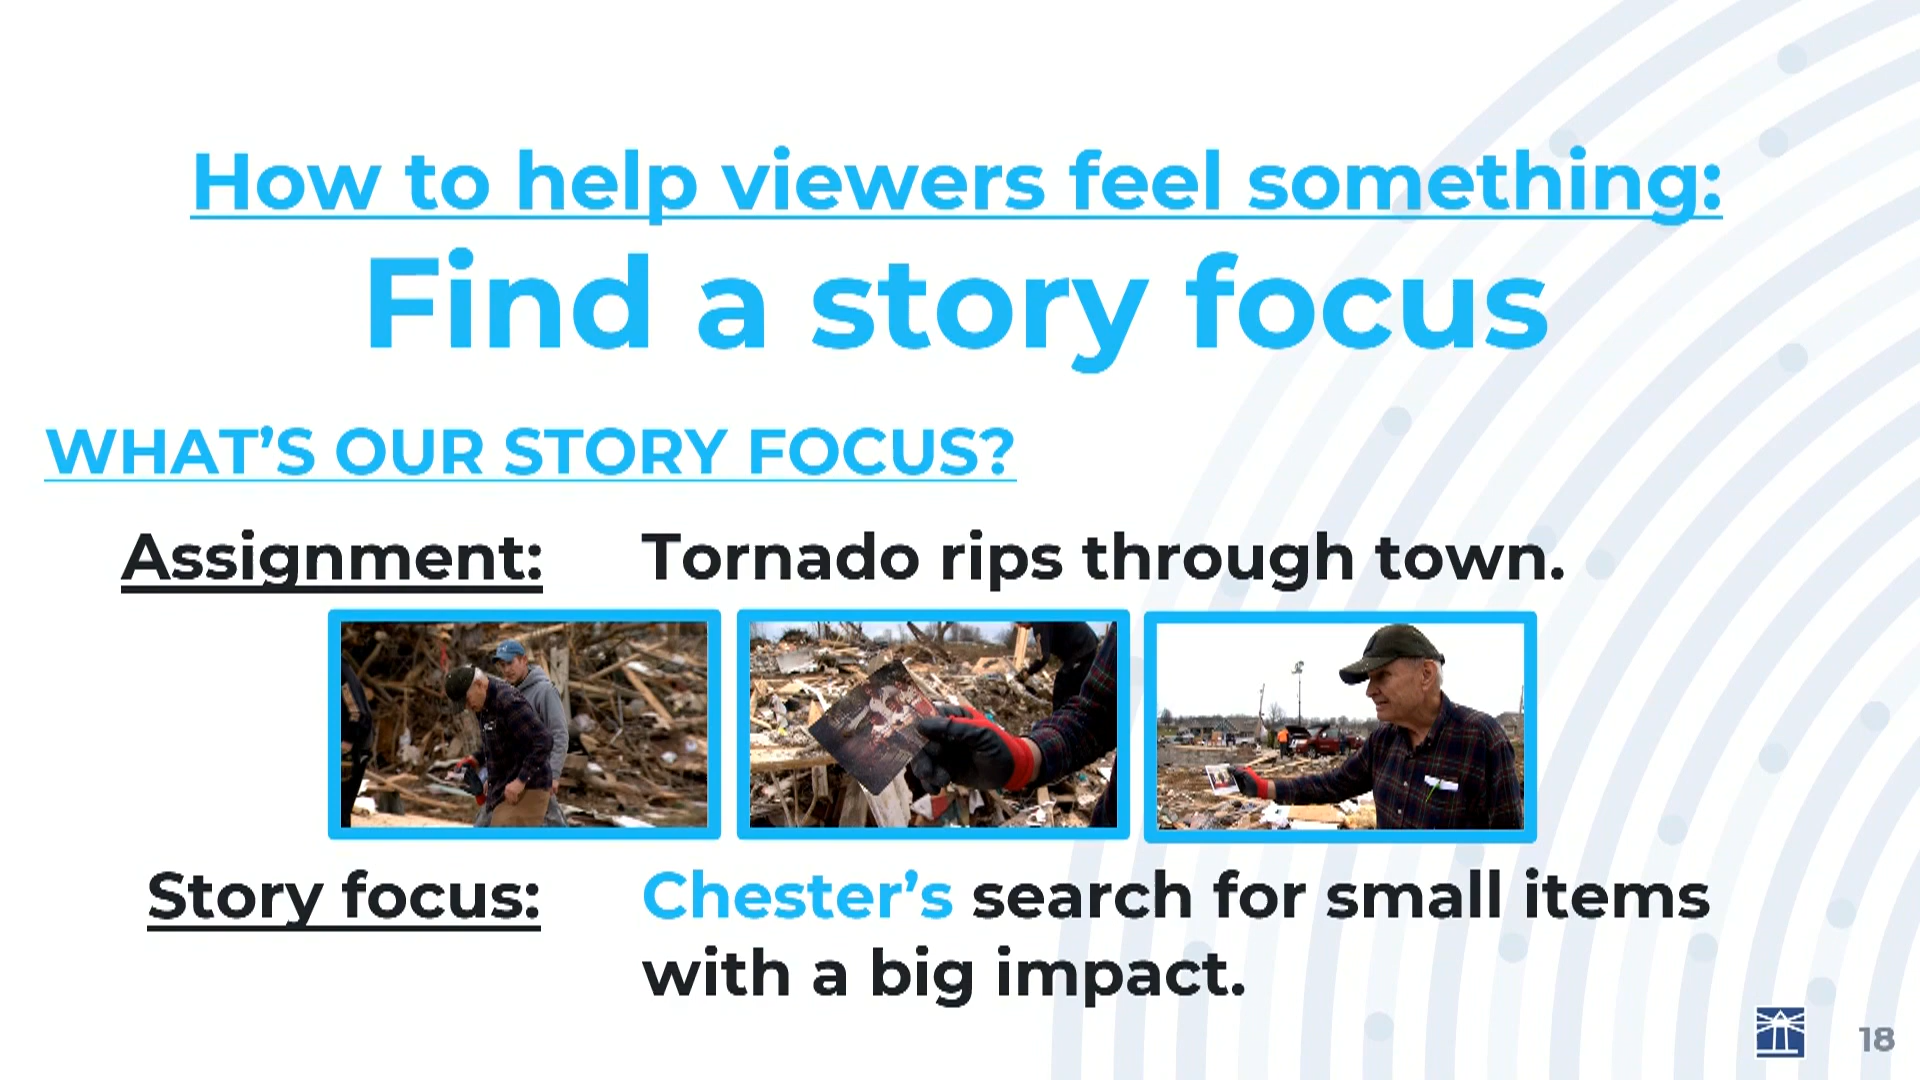 How to help viewers feel something:
Find a story focus
WHAT’S OUR STORY FOCUS?
Assignment: Tornado rips through town.
Story focus: Chester’s search for small items
with a big impact.
18